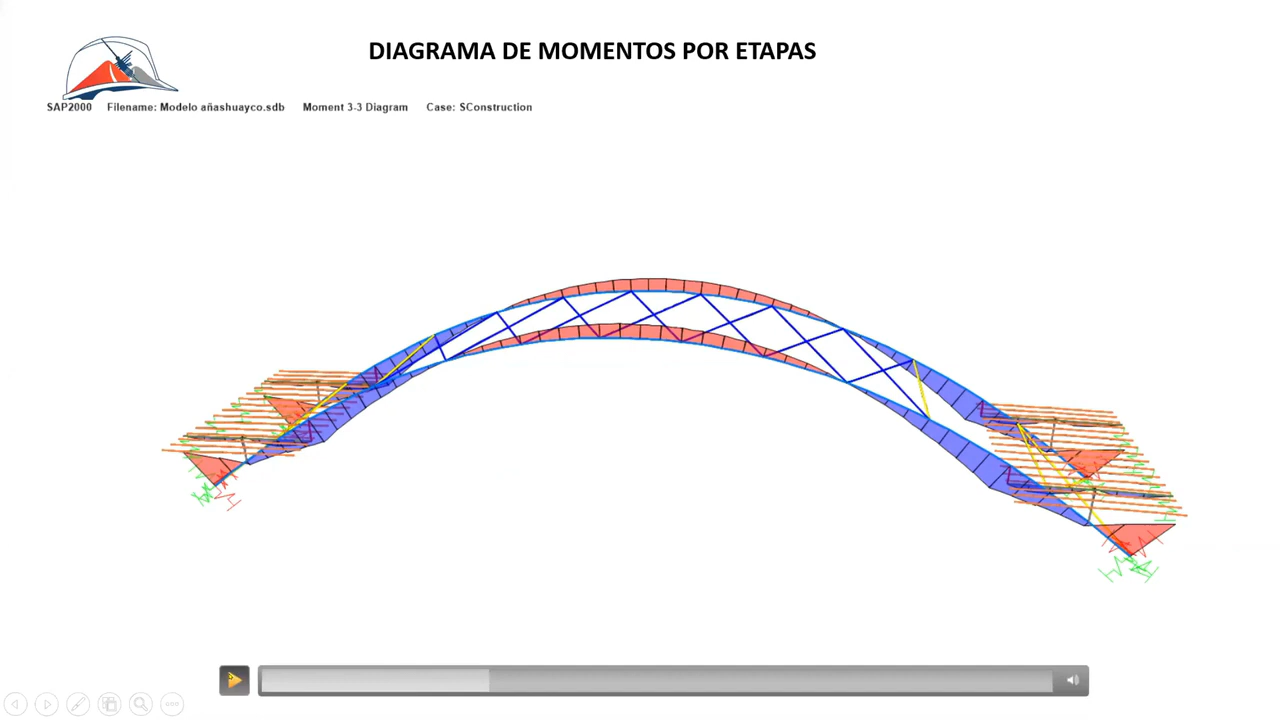 DIAGRAMA DE MOMENTOS POR ETAPAS
SAP2000 Filename: Modelo añashuayco.sdb Moment 3-3 Diagram Case: SConstruction